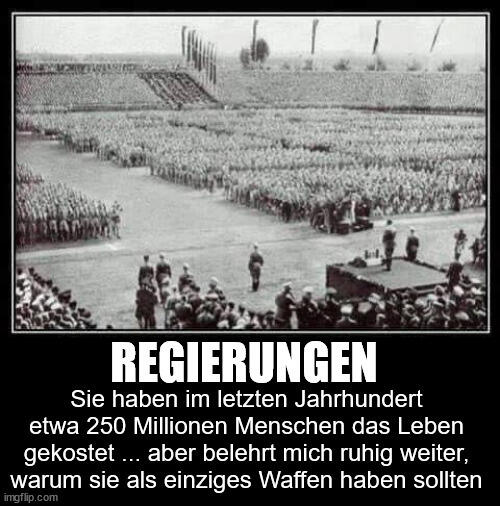 REGIERUNGEN
Sie haben im letzten Jahrhundert
etwa 250 Millionen Menschen das Leben
gekostet ... aber belehrt mich ruhig weiter,
warum sie als einziges Waffen haben sollten
imgflip.com